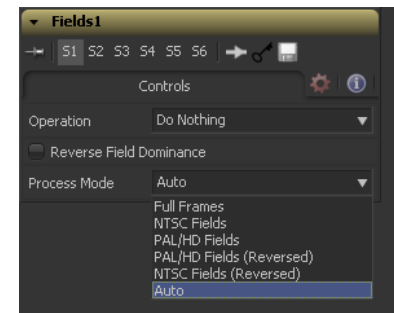 Fields1
S1 S2 S3 S4 S5 S6
Controls
Operation Do Nothing
Reverse Field Dominance
Process Mode Auto
Full Frames
NTSC Fields
PAL/HD Fields
PAL/HD Fields (Reversed)
NTSC Fields (Reversed)
Auto